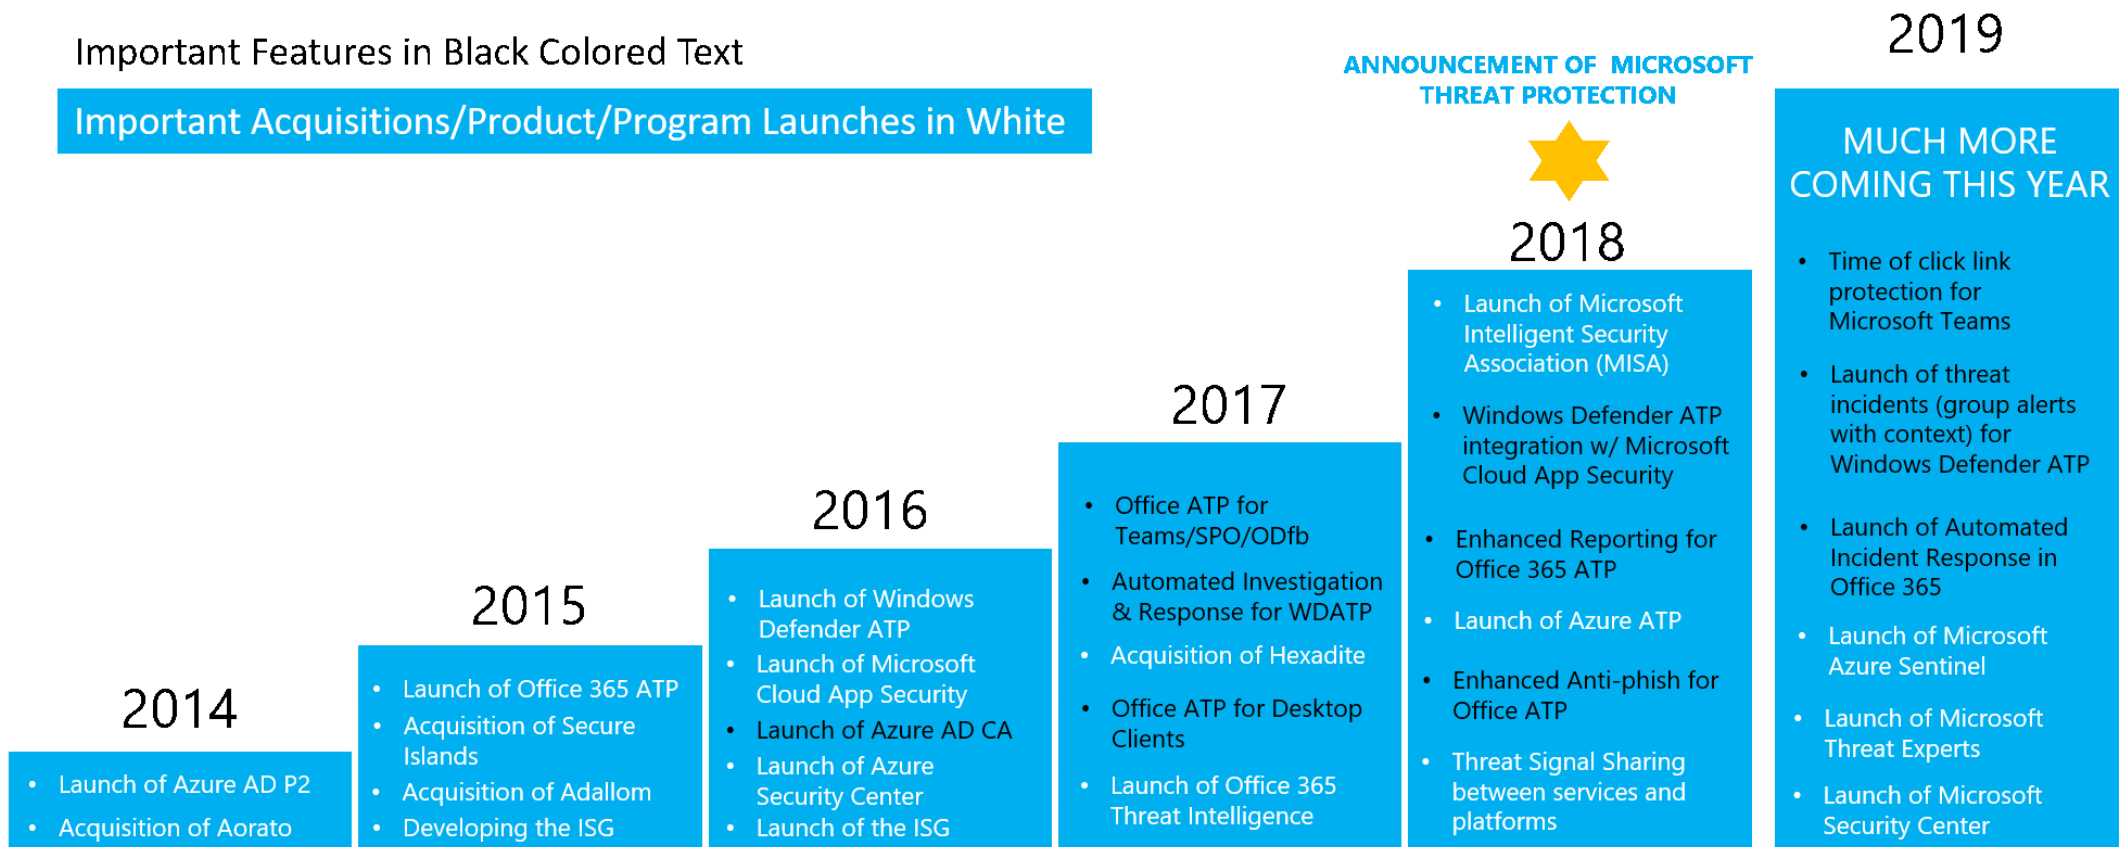 Important Features in Black Colored Text
Important Acquisitions/Product/Program Launches in White
2014
• Launch of Azure AD P2
• Acquisition of Aorato
2015
• Launch of Office 365 ATP
• Acquisition of Secure
Islands
• Acquisition of Adallom
• Developing the ISG
2016
• Launch of Windows
Defender ATP
• Launch of Microsoft
Cloud App Security
• Launch of Azure AD CA
• Launch of Azure
Security Center
• Launch of the ISG
2017
• Office ATP for
Teams/SPO/ODfb
• Automated Investigation
& Response for WDATP
• Acquisition of Hexadite
• Office ATP for Desktop
Clients
• Launch of Office 365
Threat Intelligence
ANNOUNCEMENT OF MICROSOFT
THREAT PROTECTION
2018
• Launch of Microsoft
Intelligent Security
Association (MISA)
• Windows Defender ATP
integration w/ Microsoft
Cloud App Security
• Enhanced Reporting for
Office 365 ATP
• Launch of Azure ATP
• Enhanced Anti-phish for
Office ATP
• Threat Signal Sharing
between services and
platforms
2019
MUCH MORE
COMING THIS YEAR
• Time of click link
protection for
Microsoft Teams
• Launch of threat
incidents (group alerts
with context) for
Windows Defender ATP
• Launch of Automated
Incident Response in
Office 365
• Launch of Microsoft
Azure Sentinel
• Launch of Microsoft
Threat Experts
• Launch of Microsoft
Security Center